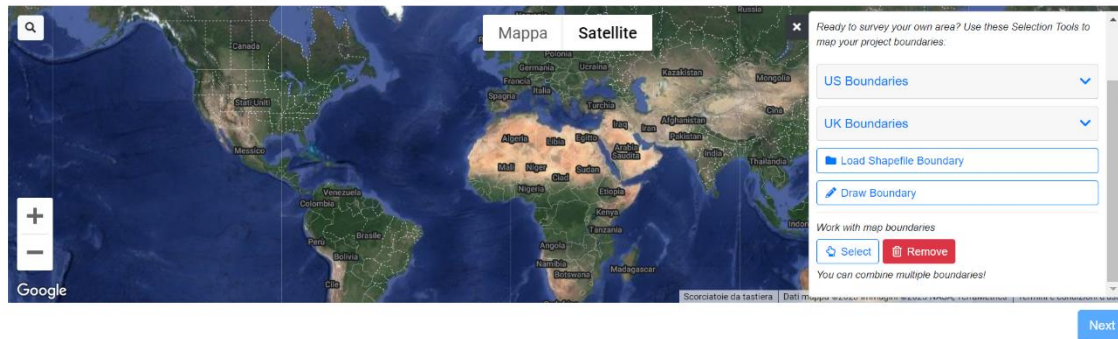 Ready to survey your own area? Use these Selection Tools to
map your project boundaries:
Mappa
Satellite
US Boundaries
UK Boundaries
Load Shapefile Boundary
Draw Boundary
Work with map boundaries
Select
Remove
You can combine multiple boundaries!
Russia
Canada
Polonia
Germania
Ucraina
Kazakistan
Mongolia
Francia
Italia
Spagna
Turchia
Stati Uniti
Cina
Iraq
Iran
Afghanistan
Pakistan
Algeria
Libia
Egitto
Arabia
Saudita
Messico
India
Thailandia
Mali
Niger
Ciad
Sudan
Nigeria
Etiopia
Venezuela
Colombia
Kenya
Tanzania
Perù
Brasile
Bolivia
Angola
Namibia
Botswana
Madagascar
Cile
Google
Scorciatoie da tastiera
Next